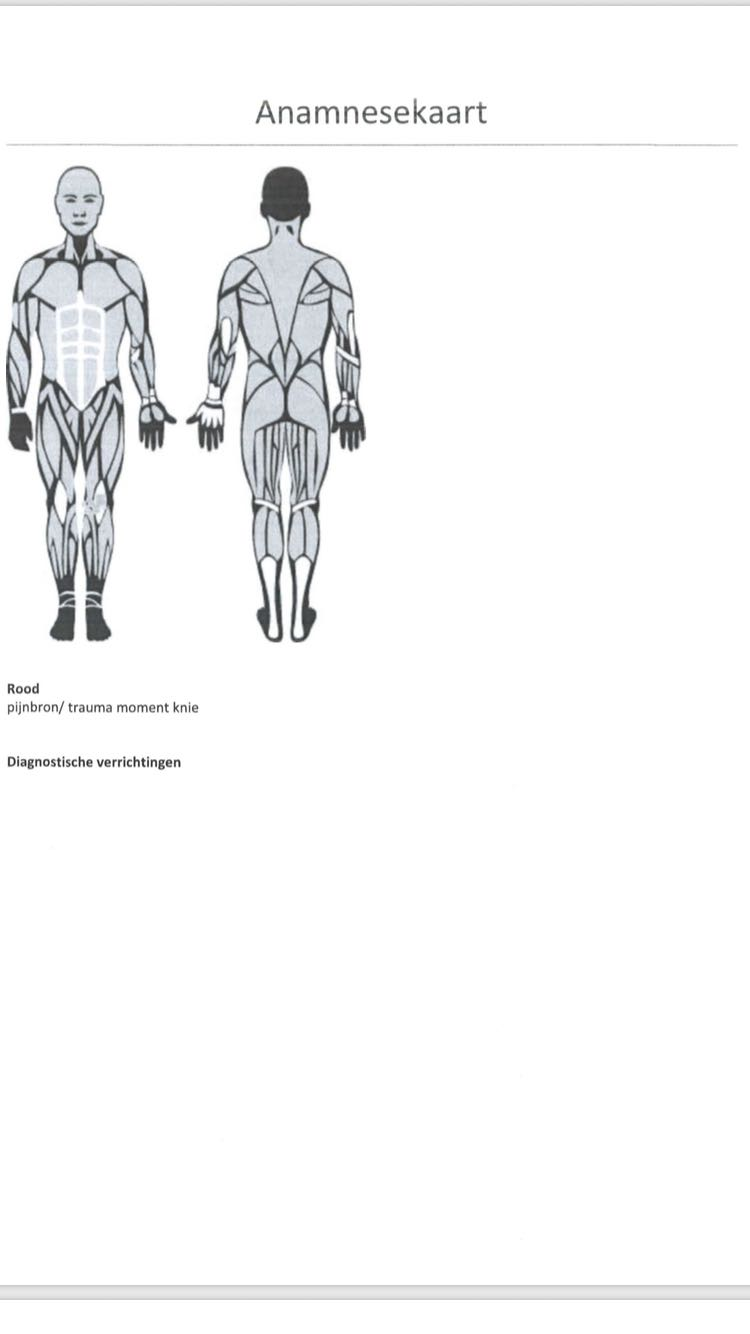 Anamnesekaart
Rood
pijnbron/ trauma moment knie
Diagnostische verrichtingen